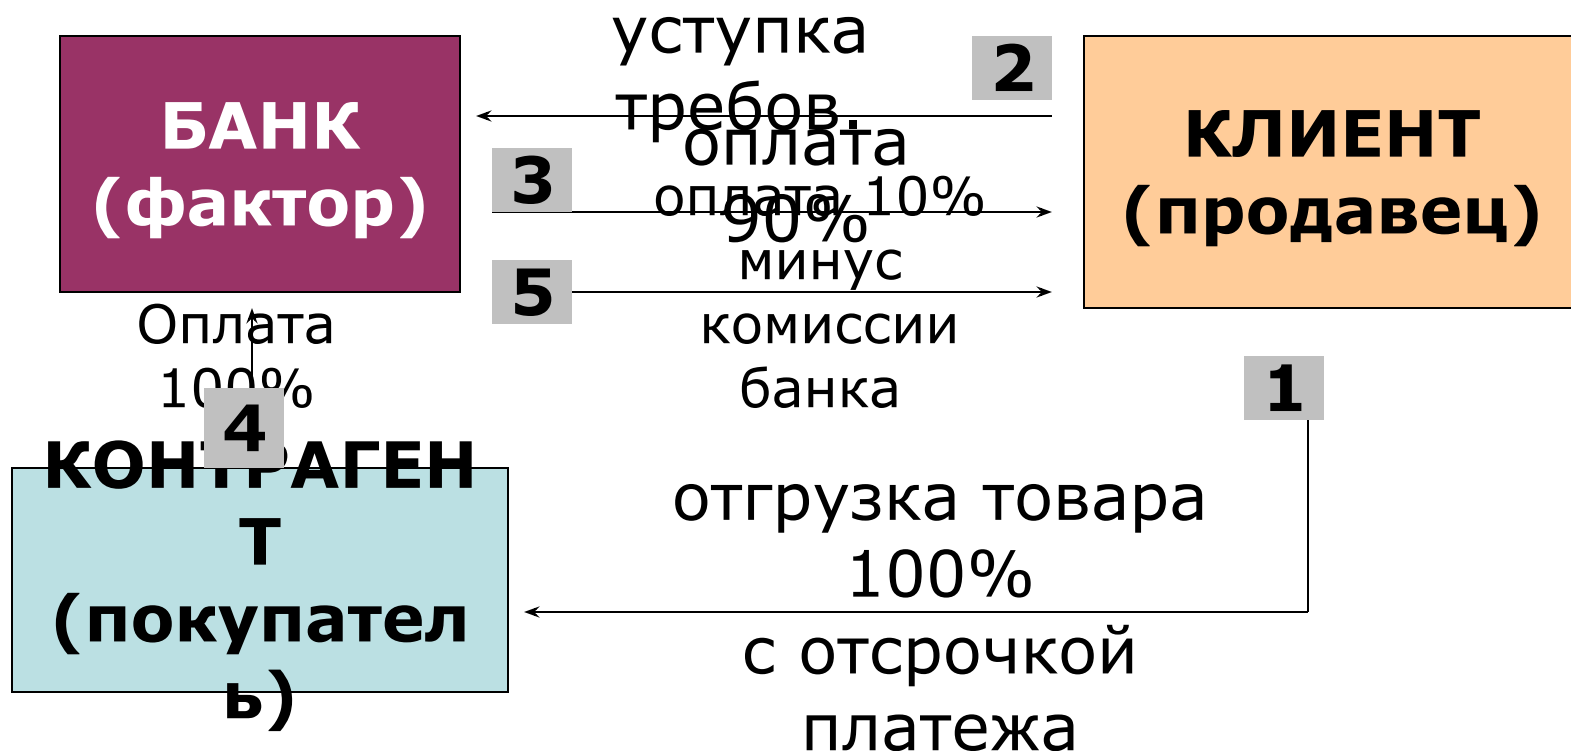 БАНК
(фактор)
уступка
требов.
2
КЛИЕНТ
(продавец)
3
оплата
90%
5
оплата 10%
минус
комиссии
банка
Оплата
100%
4
1
КОНТРАГЕН
Т
(покупател
ь)
отгрузка товара
100%
с отсрочкой
платежа